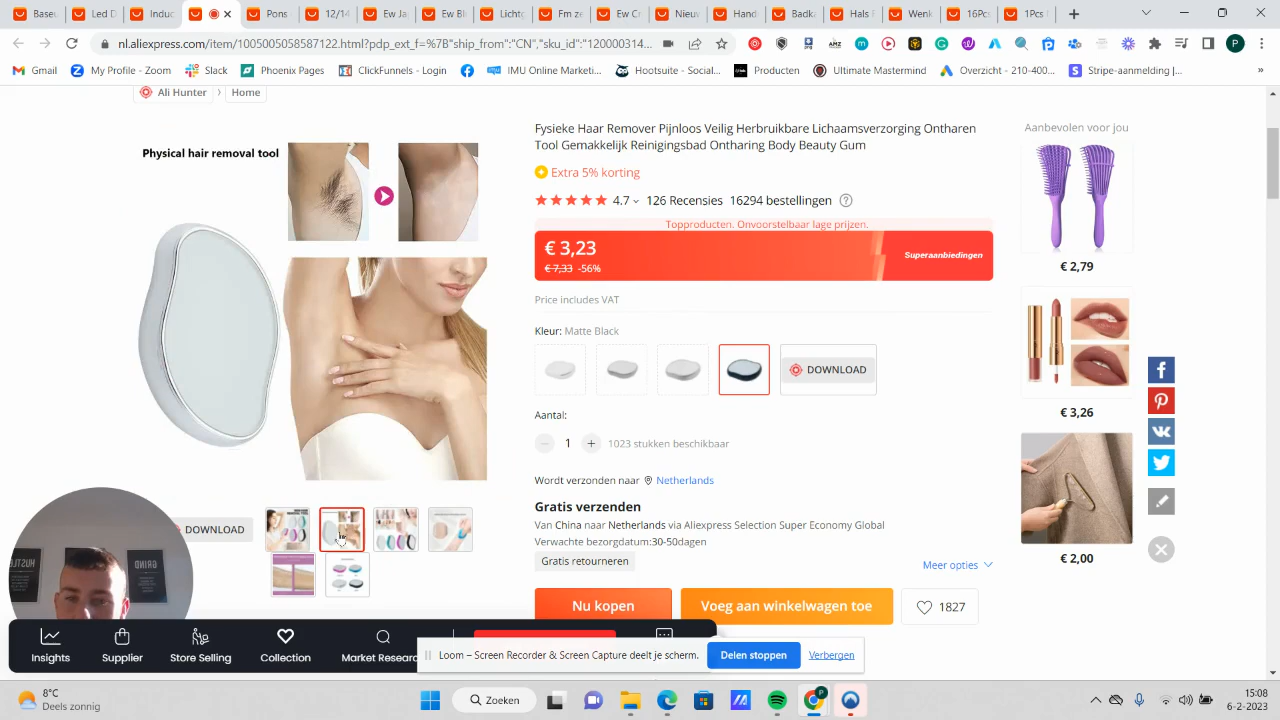 Baseu
Led D
Induc
Pons
12/14
Ew Ja
Ew Bl
Lichtg
Fm ze
Ew Cr
Nieuv
Hand
Badka
Hals E
Wenk
16Pcs
1Pcs I
nl.aliexpress.com/item/1005005058587122.html?pdp_ext_f=%7B"ship_from":"CN","sku_id":"120000314...
Gmail
My Profile - Zoom
Slack
PhoenixPages
ClickFunnels - Login
IMU Online Marketi...
Hootsuite - Social...
Producten
Ultimate Mastermind
Overzicht - 210-400...
Stripe-aanmelding |...
»
Ali Hunter › Home
Physical hair removal tool
Fysieke Haar Remover Pijnloos Veilig Herbruikbare Lichaamsverzorging Ontharen
Tool Gemakkelijk Reinigingsbad Ontharing Body Beauty Gum
Extra 5% korting
4.7 126 Recensies 16294 bestellingen
Topproducten. Onvoorstelbaar lage prijzen.
€ 3,23
€ 7,33 -56%
Superaanbiedingen
Price includes VAT
Kleur: Matte Black
DOWNLOAD
Aantal:
1 1023 stukken beschikbaar
Wordt verzonden naar Netherlands
Gratis verzenden
Van China naar Netherlands via Aliexpress Selection Super Economy Global
Verwachte bezorgdatum:30-50dagen
Gratis retourneren
Meer opties
Nu kopen
Voeg aan winkelwagen toe
1827
Aanbevolen voor jou
€ 2,79
€ 3,26
€ 2,00
DOWNLOAD
HUSTLE
GRIND
Insights
Supplier
Store Selling
Collection
Market Researc
Loom – Screen Recorder & Screen Capture deelt je scherm.
Delen stoppen
Verbergen
8°C
Deels zonnig
Zoeken
15:08
6-2-2023